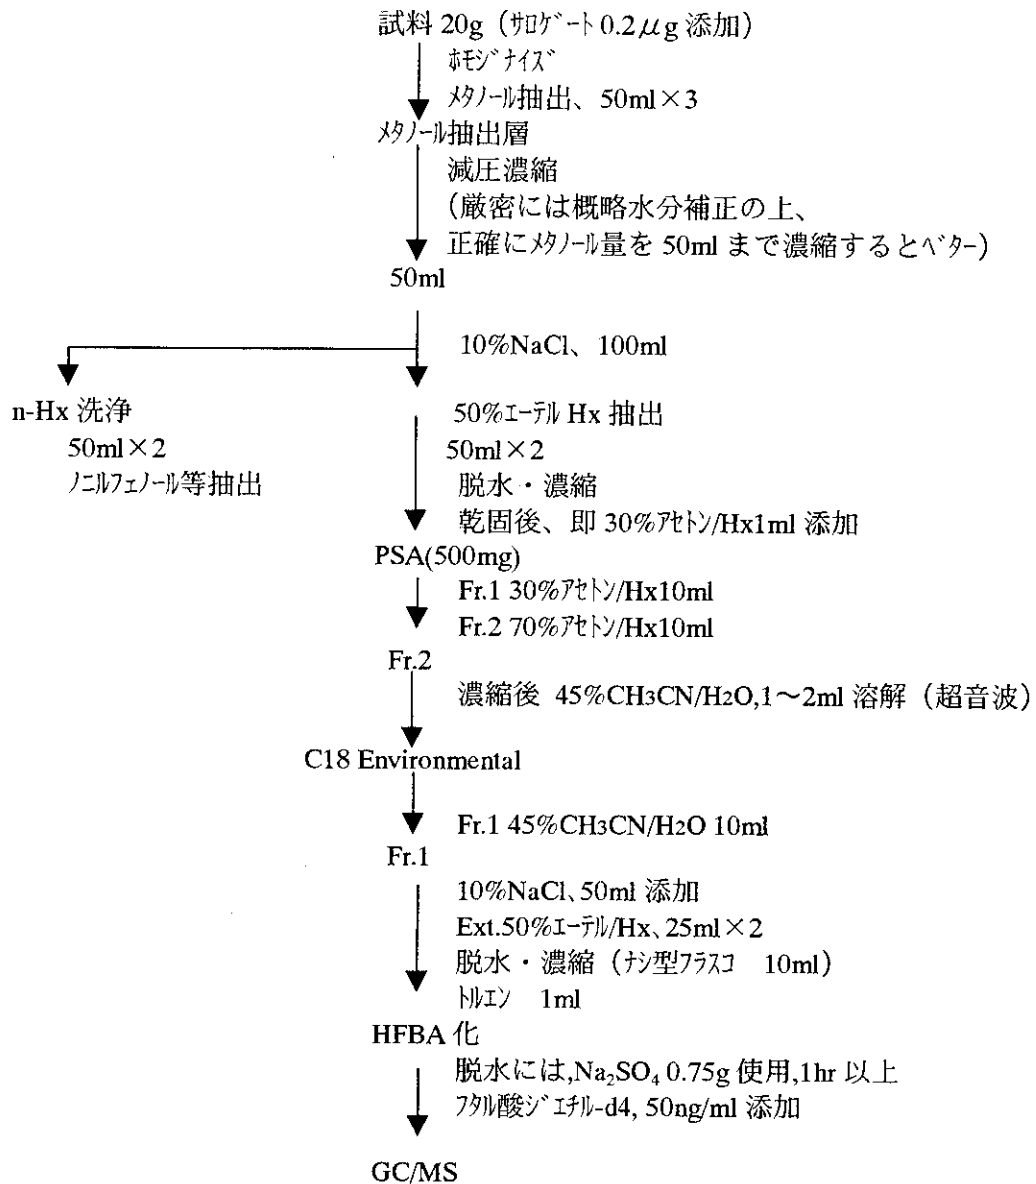 試料 20g（ｻﾛｹﾞｰﾄ 0.2μg 添加）
ﾎﾓｼﾞﾅｲｽﾞ
ﾒﾀﾉｰﾙ抽出、50ml×3
ﾒﾀﾉｰﾙ抽出層
減圧濃縮
(厳密には概略水分補正の上、
正確にﾒﾀﾉｰﾙ量を 50ml まで濃縮するとﾍﾞﾀｰ)
50ml
10%NaCl、100ml
n-Hx 洗浄
50ml×2
ﾉﾆﾙﾌｪﾉｰﾙ等抽出
50%ｴｰﾃﾙ Hx 抽出
50ml×2
脱水・濃縮
乾固後、即 30%ｱｾﾄﾝ/Hx1ml 添加
PSA(500mg)
Fr.1 30%ｱｾﾄﾝ/Hx10ml
Fr.2 70%ｱｾﾄﾝ/Hx10ml
Fr.2
濃縮後 45%CH3CN/H2O,1～2ml 溶解（超音波）
C18 Environmental
Fr.1 45%CH3CN/H2O 10ml
Fr.1
10%NaCl、50ml 添加
Ext.50%ｴｰﾃﾙ/Hx、25ml×2
脱水・濃縮（ﾅｼ型ﾌﾗｽｺ　10ml）
ﾄﾙｴﾝ　1ml
HFBA 化
脱水には,Na₂SO₄ 0.75g 使用,1hr 以上
ﾌﾀﾙ酸ｼﾞｴﾁﾙ-d4, 50ng/ml 添加
GC/MS